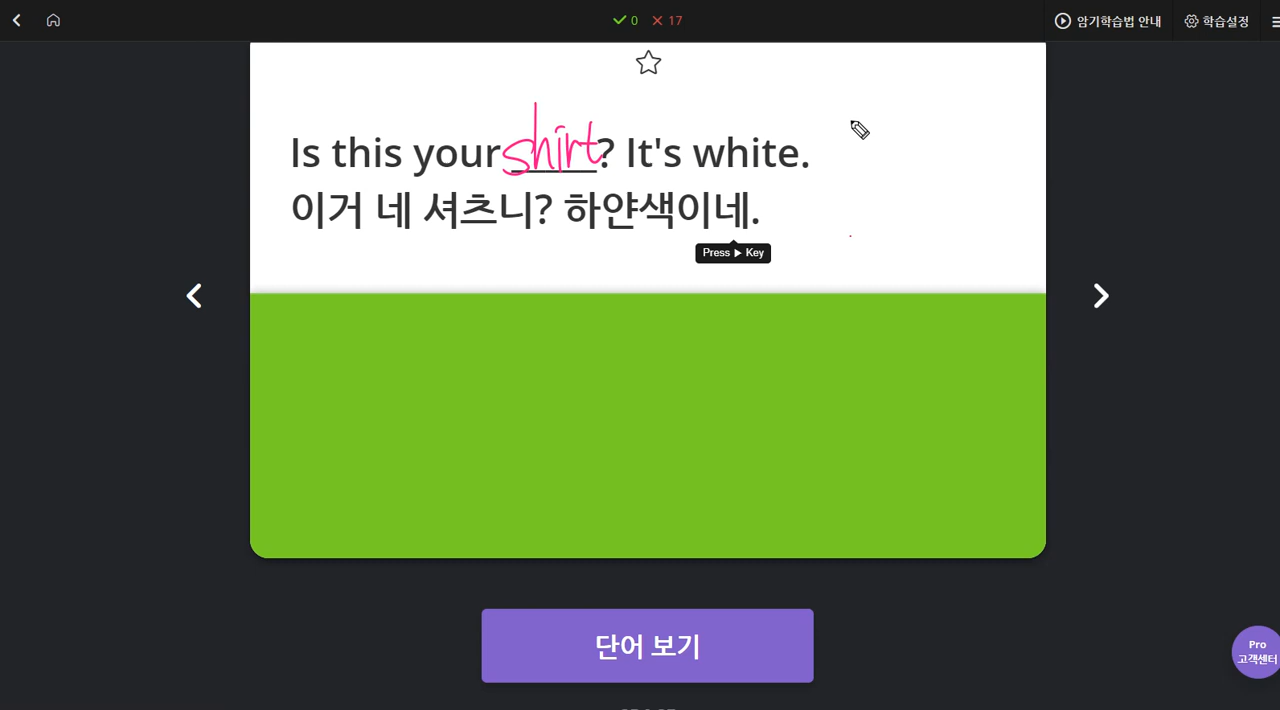 0 17 암기학습법 안내 학습설정
Is this your shirt? It's white.
이거 네 셔츠니? 하얀색이네.
Press ▶ Key
단어 보기
Pro
고객센터